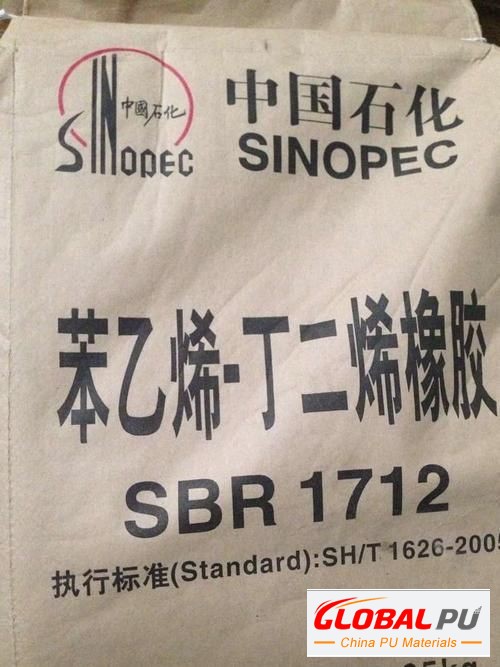 中國石化
SINOPEC
中国石化
SINOPEC
苯乙烯-丁二烯橡胶
SBR 1712
执行标准(Standard):SH/T 1626-2005
GLOBAL PU
China PU Materials